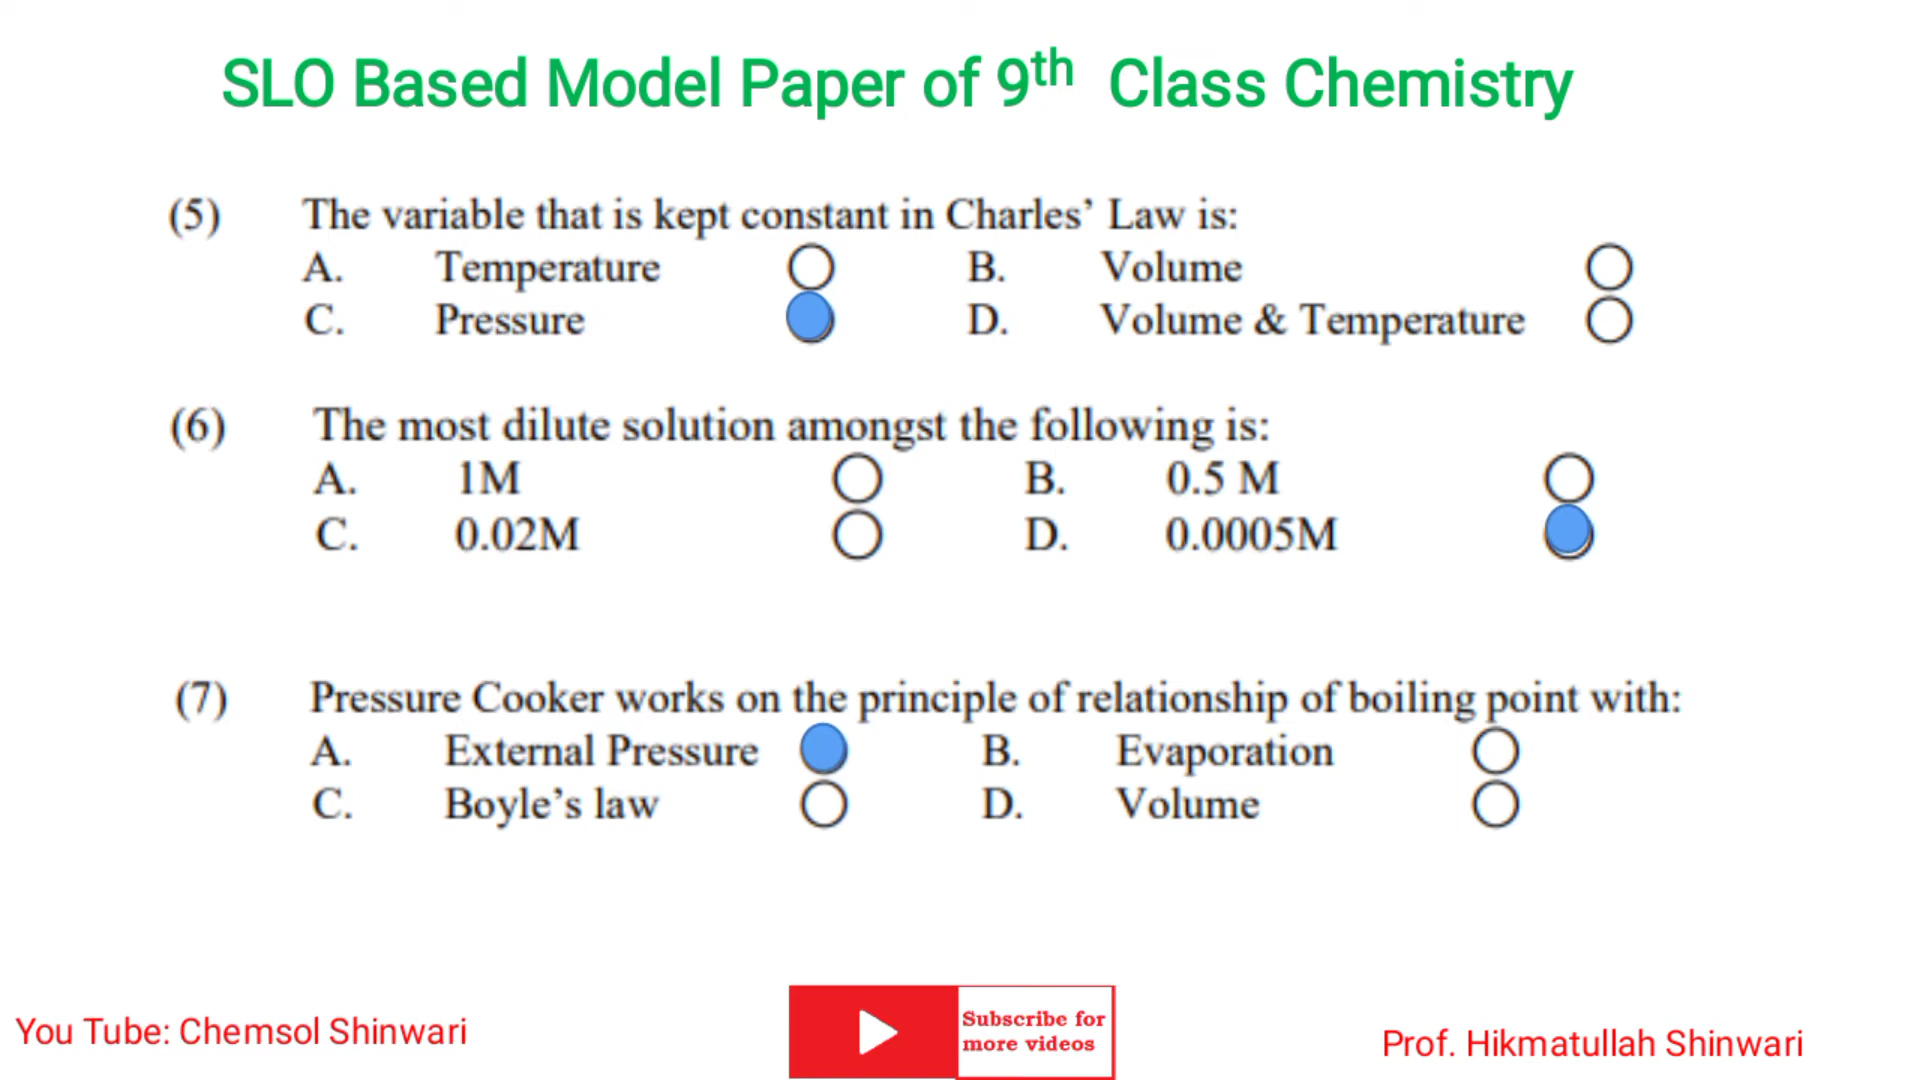 SLO Based Model Paper of 9th Class Chemistry
(5) The variable that is kept constant in Charles’ Law is:
A. Temperature B. Volume
C. Pressure D. Volume & Temperature
(6) The most dilute solution amongst the following is:
A. 1M B. 0.5 M
C. 0.02M D. 0.0005M
(7) Pressure Cooker works on the principle of relationship of boiling point with:
A. External Pressure B. Evaporation
C. Boyle’s law D. Volume
You Tube: Chemsol Shinwari
Subscribe for
more videos
Prof. Hikmatullah Shinwari